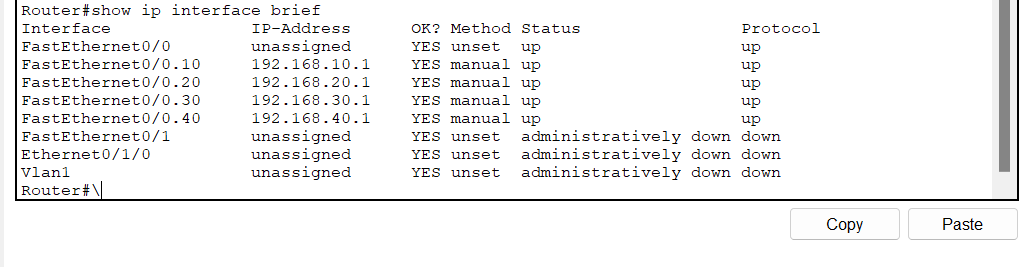 Router#show ip interface brief
Interface              IP-Address      OK? Method Status                Protocol
FastEthernet0/0        unassigned      YES unset  up                    up
FastEthernet0/0.10     192.168.10.1    YES manual up                    up
FastEthernet0/0.20     192.168.20.1    YES manual up                    up
FastEthernet0/0.30     192.168.30.1    YES manual up                    up
FastEthernet0/0.40     192.168.40.1    YES manual up                    up
FastEthernet0/1        unassigned      YES unset  administratively down down
Ethernet0/1/0          unassigned      YES unset  administratively down down
Vlan1                  unassigned      YES unset  administratively down down
Router#\
Copy Paste